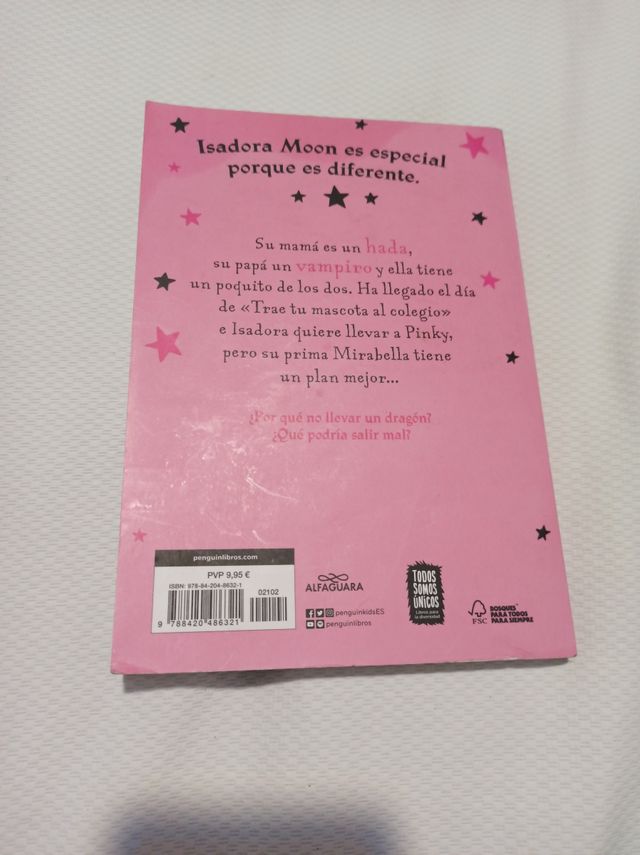 Isadora Moon es especial
porque es diferente.
Su mamá es un hada,
su papá un vampiro y ella tiene
un poquito de los dos. Ha llegado el día
de «Trae tu mascota al colegio»
e Isadora quiere llevar a Pinky,
pero su prima Mirabella tiene
un plan mejor...
¿Por qué no llevar un dragón?
¿Qué podría salir mal?
penguinlibros.com
PVP 9,95 €
ISBN: 978-84-204-8632-1
02102
9 788420 486321
ALFAGUARA
penguinkidsES
penguinlibros
TODOS
SOMOS
ÚNICOS
Libros para
la diversidad
FSC
BOSQUES
PARA TODOS
PARA SIEMPRE